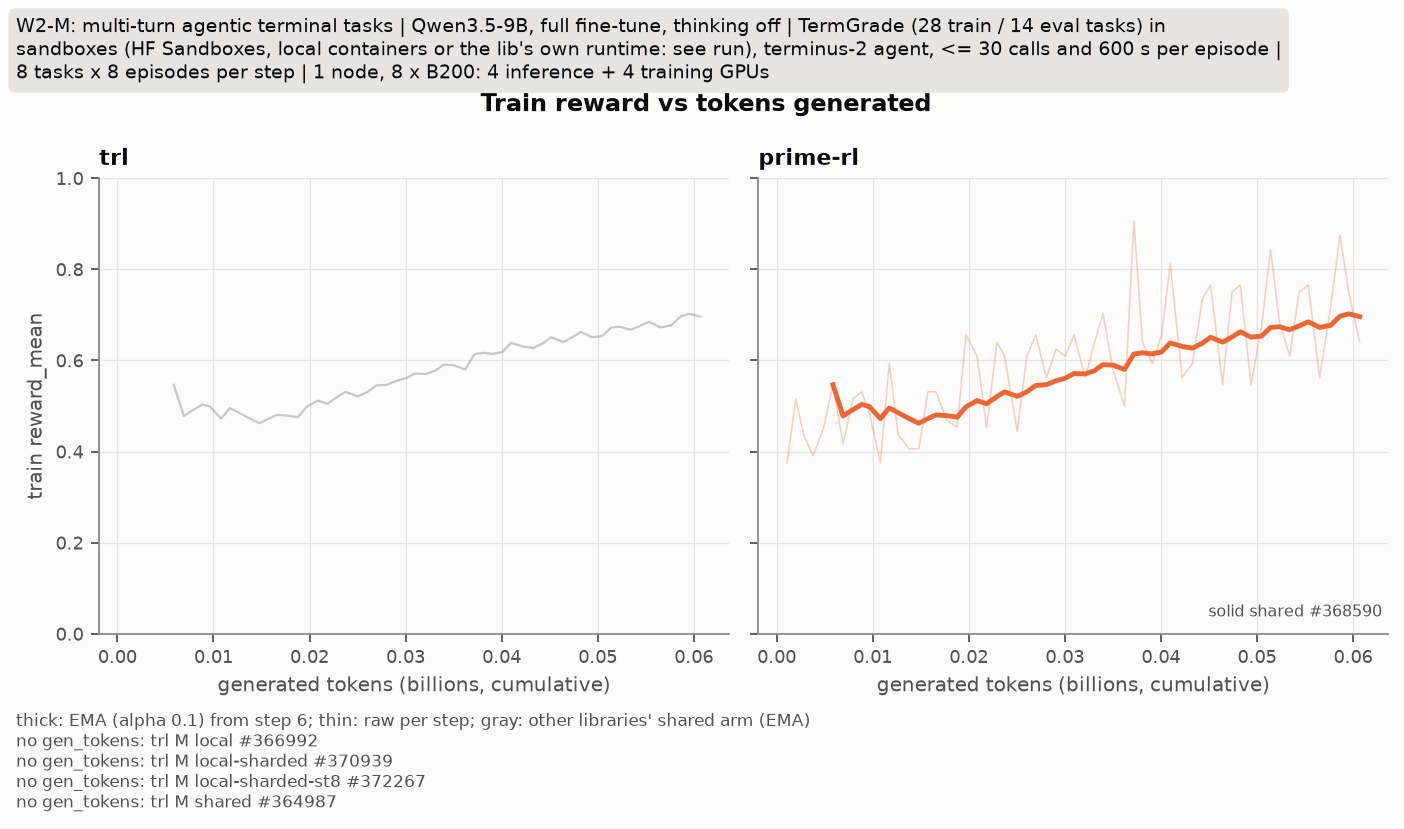 W2-M: multi-turn agentic terminal tasks | Qwen3.5-9B, full fine-tune, thinking off | TermGrade (28 train / 14 eval tasks) in
sandboxes (HF Sandboxes, local containers or the lib's own runtime: see run), terminus-2 agent, <= 30 calls and 600 s per episode |
8 tasks x 8 episodes per step | 1 node, 8 x B200: 4 inference + 4 training GPUs
Train reward vs tokens generated
trl
prime-rl
1.0
0.8
0.6
0.4
0.2
0.0
train reward_mean
solid shared #368590
0.00 0.01 0.02 0.03 0.04 0.05 0.06
0.00 0.01 0.02 0.03 0.04 0.05 0.06
generated tokens (billions, cumulative)
generated tokens (billions, cumulative)
thick: EMA (alpha 0.1) from step 6; thin: raw per step; gray: other libraries' shared arm (EMA)
no gen_tokens: trl M local #366992
no gen_tokens: trl M local-sharded #370939
no gen_tokens: trl M local-sharded-st8 #372267
no gen_tokens: trl M shared #364987